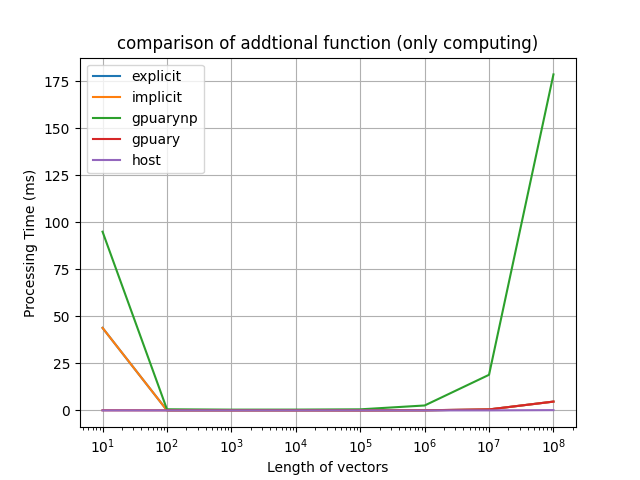 comparison of addtional function (only computing)
explicit
implicit
gpuarynp
gpuary
host
Processing Time (ms)
175
150
125
100
75
50
25
0
10¹
10²
10³
10⁴
10⁵
10⁶
10⁷
10⁸
Length of vectors